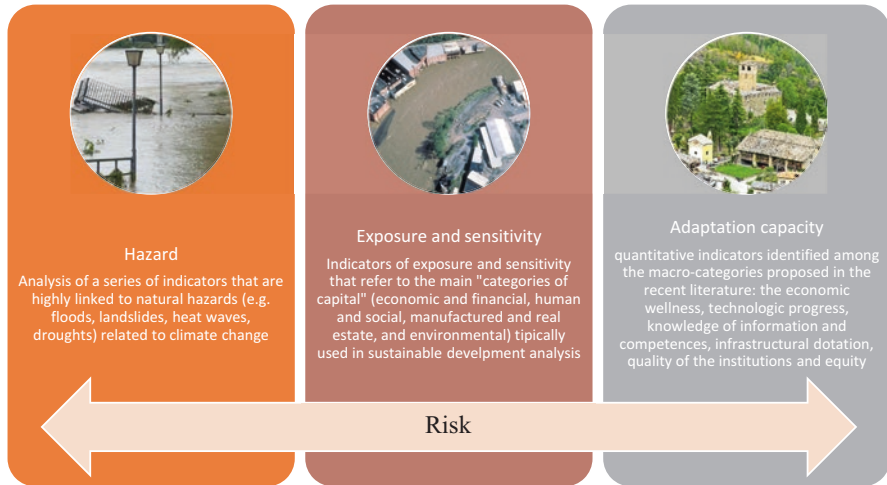 Hazard
Analysis of a series of indicators that are
highly linked to natural hazards (e.g.
floods, landslides, heat waves,
droughts) related to climate change
Exposure and sensitivity
Indicators of exposure and sensitivity
that refer to the main "categories of
capital" (economic and financial, human
and social, manufactured and real
estate, and environmental) tipically
used in sustainable develpment analysis
Adaptation capacity
quantitative indicators identified among
the macro-categories proposed in the
recent literature: the economic
wellness, technologic progress,
knowledge of information and
competences, infrastructural dotation,
quality of the institutions and equity
Risk